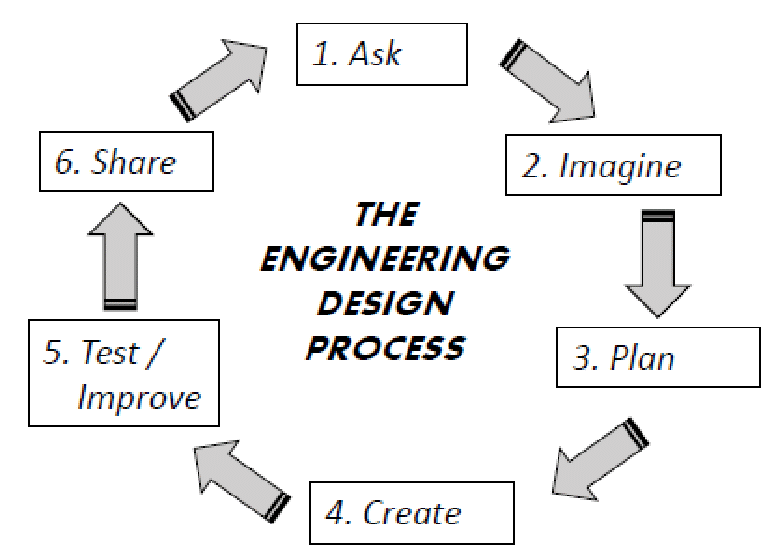 1. Ask
2. Imagine
3. Plan
4. Create
5. Test /
Improve
6. Share
THE
ENGINEERING
DESIGN
PROCESS